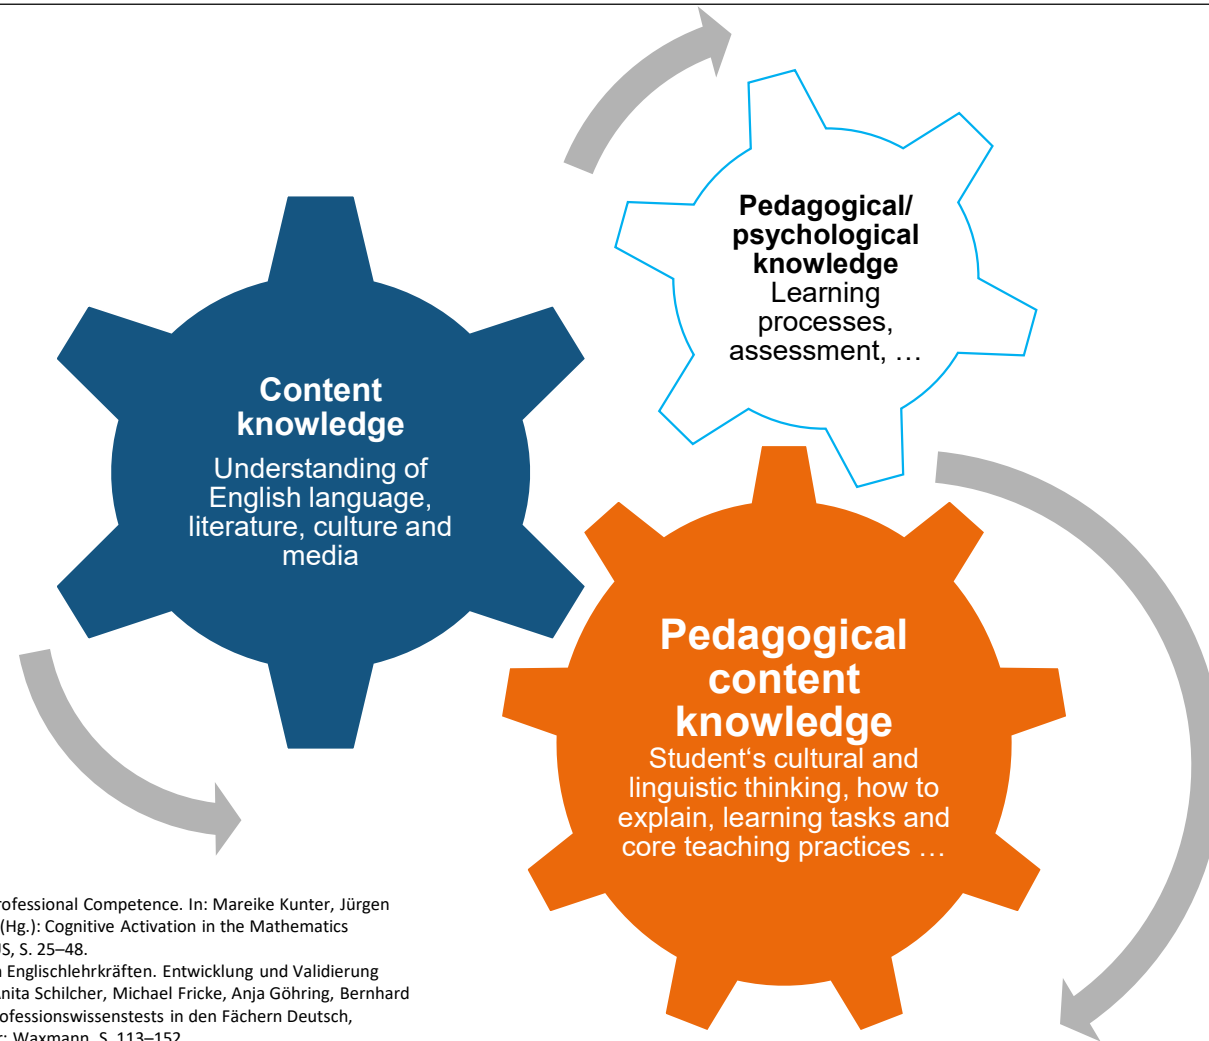 Pedagogical/
psychological
knowledge
Learning
processes,
assessment, …
Content
knowledge
Understanding of
English language,
literature, culture and
media
Pedagogical
content
knowledge
Student‘s cultural and
linguistic thinking, how to
explain, learning tasks and
core teaching practices …
rofessional Competence. In: Mareike Kunter, Jürgen
(Hg.): Cognitive Activation in the Mathematics
S, S. 25–48.
Englischlehrkräften. Entwicklung und Validierung
nita Schilcher, Michael Fricke, Anja Göhring, Bernhard
ofessionswissenstests in den Fächern Deutsch,
: Waxmann, S. 113–152.